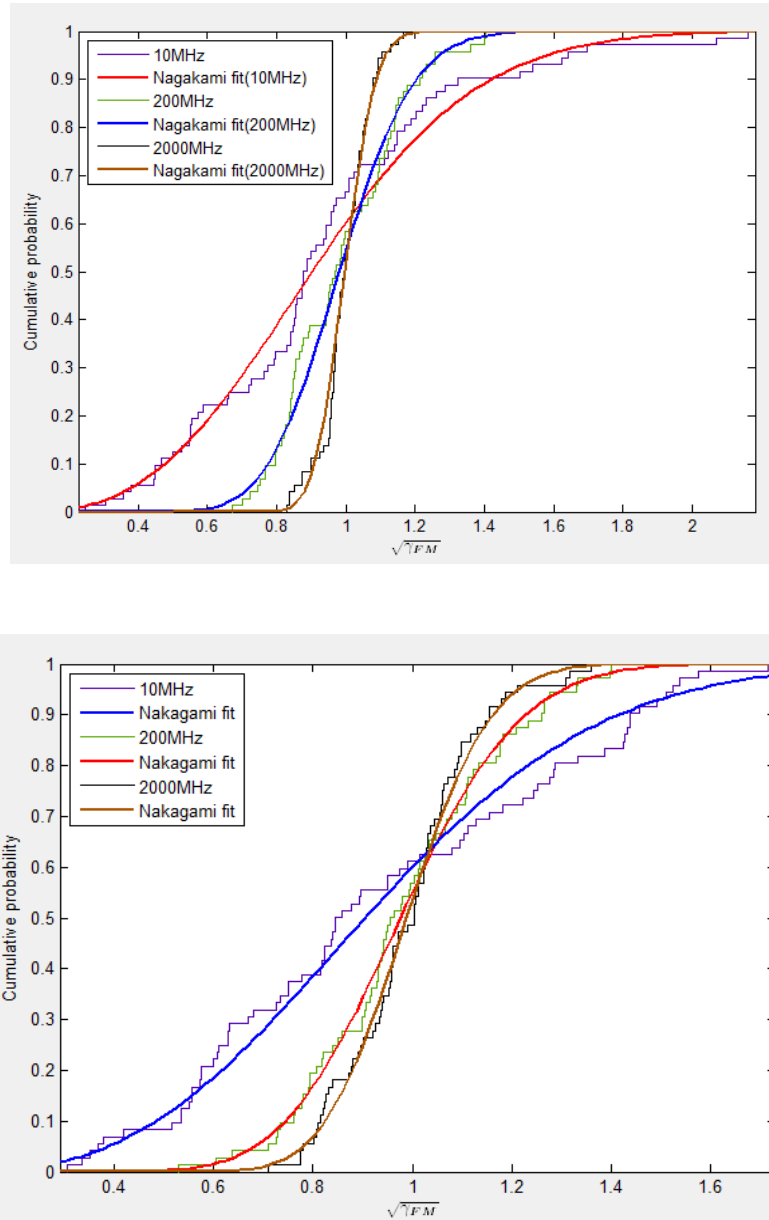 10MHz
Nagakami fit(10MHz)
200MHz
Nagakami fit(200MHz)
2000MHz
Nagakami fit(2000MHz)
Cumulative probability
1
0.9
0.8
0.7
0.6
0.5
0.4
0.3
0.2
0.1
0
0.4 0.6 0.8 1 1.2 1.4 1.6 1.8 2
√γFM
10MHz
Nakagami fit
200MHz
Nakagami fit
2000MHz
Nakagami fit
Cumulative probability
1
0.9
0.8
0.7
0.6
0.5
0.4
0.3
0.2
0.1
0
0.4 0.6 0.8 1 1.2 1.4 1.6
√γFM